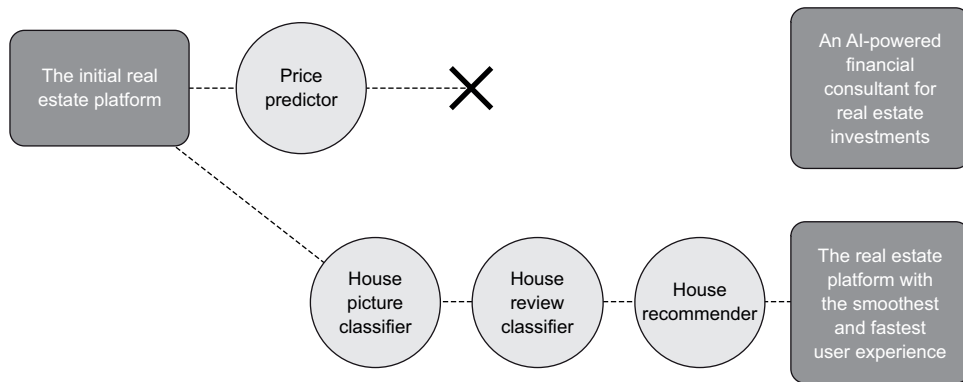 The initial real
estate platform
Price
predictor
An AI-powered
financial
consultant for
real estate
investments
House
picture
classifier
House
review
classifier
House
recommender
The real estate
platform with
the smoothest
and fastest
user experience